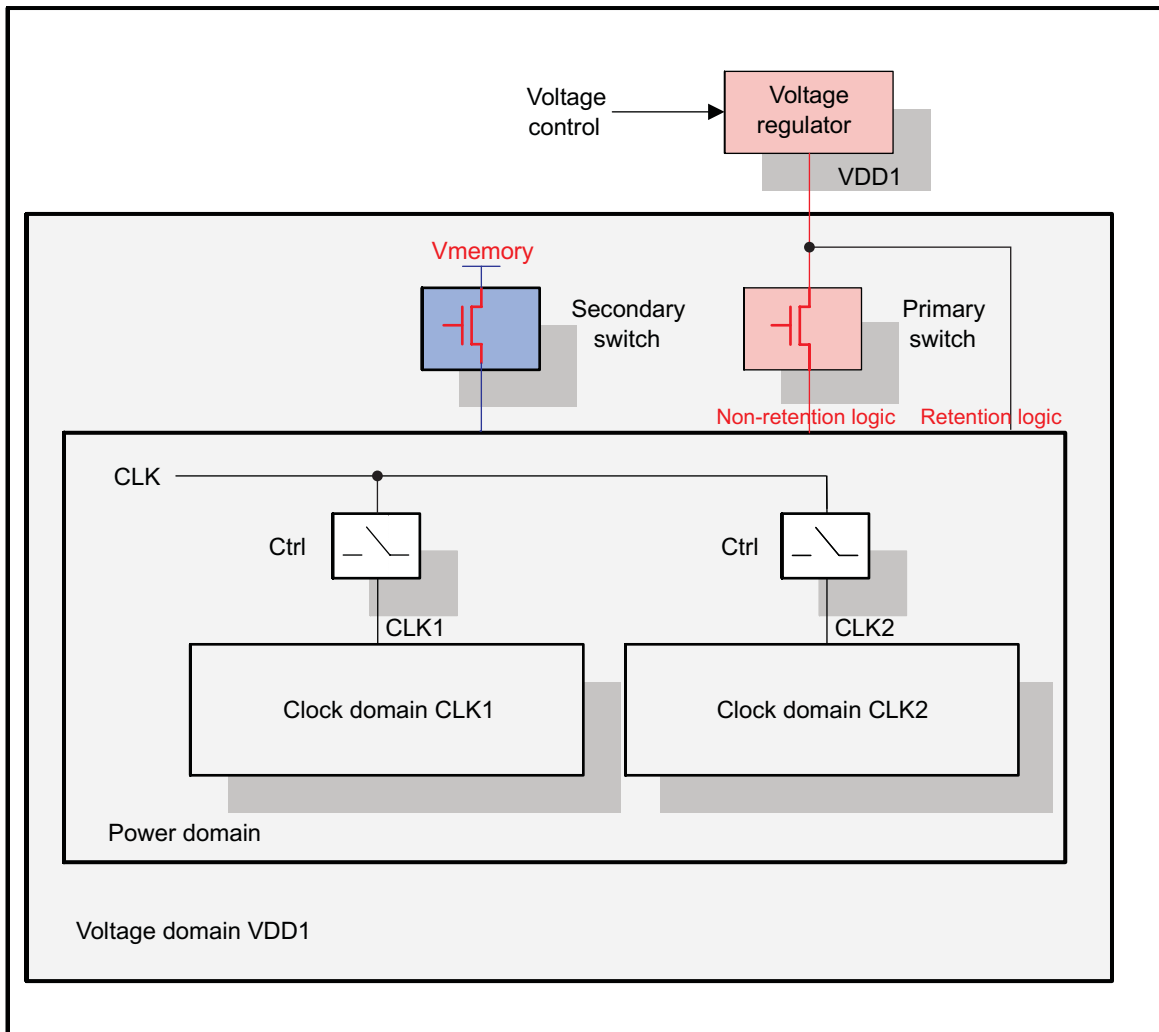 Voltage
control
Voltage
regulator
VDD1
Vmemory
Secondary
switch
Primary
switch
Non-retention logic
Retention logic
CLK
Ctrl
Ctrl
CLK1
CLK2
Clock domain CLK1
Clock domain CLK2
Power domain
Voltage domain VDD1